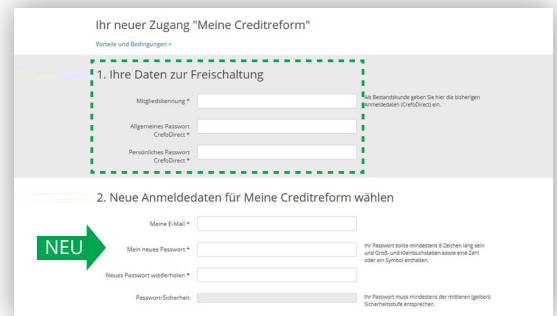 Ihr neuer Zugang "Meine Creditreform"
Vorteile und Bedingungen >
1. Ihre Daten zur Freischaltung
Mitgliedskennung *
Als Bestandskunde geben Sie hier die bisherigen
Anmeldedaten (CrefoDirect) ein.
Allgemeines Passwort
CrefoDirect *
Persönliches Passwort
CrefoDirect *
2. Neue Anmeldedaten für Meine Creditreform wählen
Meine E-Mail *
NEU
Mein neues Passwort *
Ihr Passwort sollte mindestens 8 Zeichen lang sein
und Groß- und Kleinbuchstaben sowie eine Zahl
oder ein Symbol enthalten.
Neues Passwort wiederholen *
Passwort-Sicherheit
Ihr Passwort muss mindestens der mittleren (gelben)
Sicherheitsstufe entsprechen.